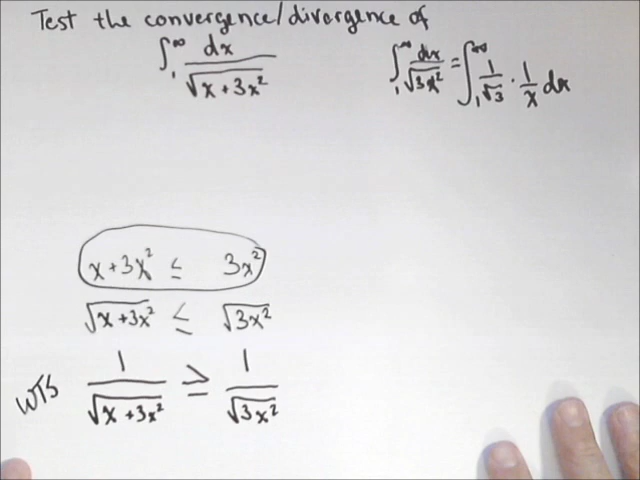 Test the convergence/divergence of
∫₁^∞ dx/√(x + 3x²)
∫₁^∞ dx/√(3x²) = ∫₁^∞ 1/√3 · 1/x dx
x + 3x² ≤ 3x²
√(x + 3x²) ≤ √(3x²)
WTS 1/√(x + 3x²) ≥ 1/√(3x²)